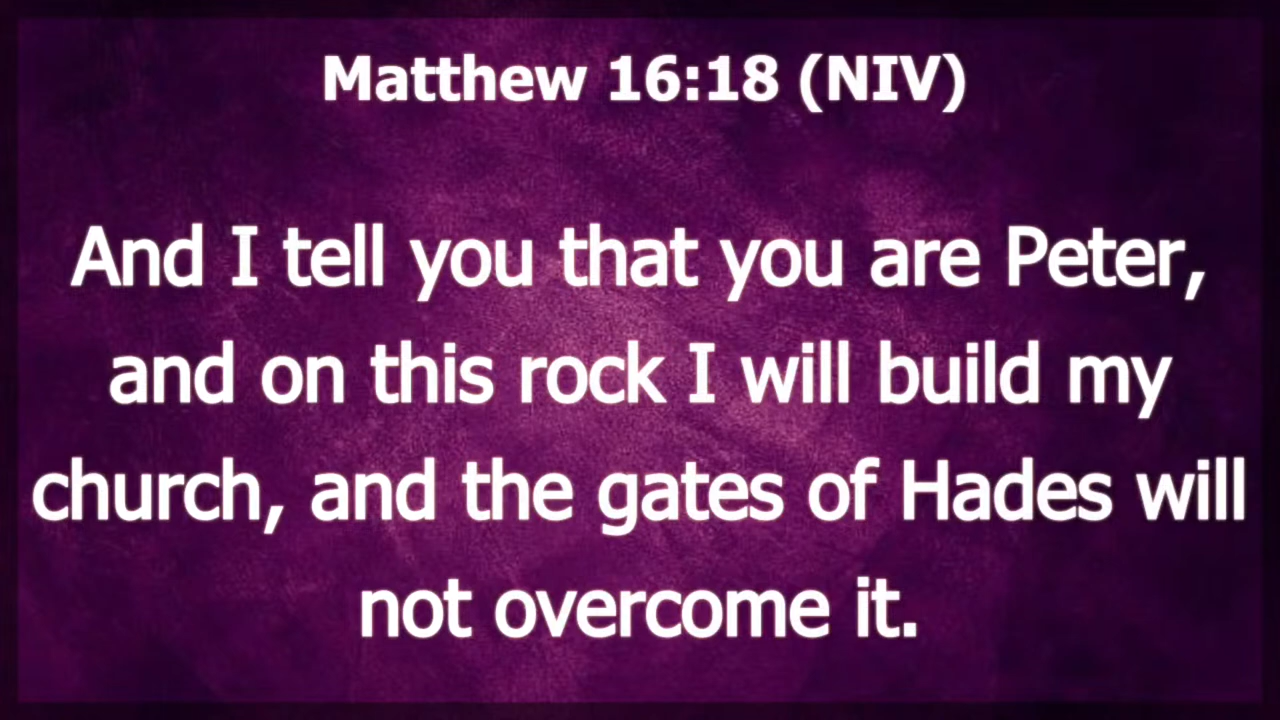 Matthew 16:18 (NIV)
And I tell you that you are Peter,
and on this rock I will build my
church, and the gates of Hades will
not overcome it.